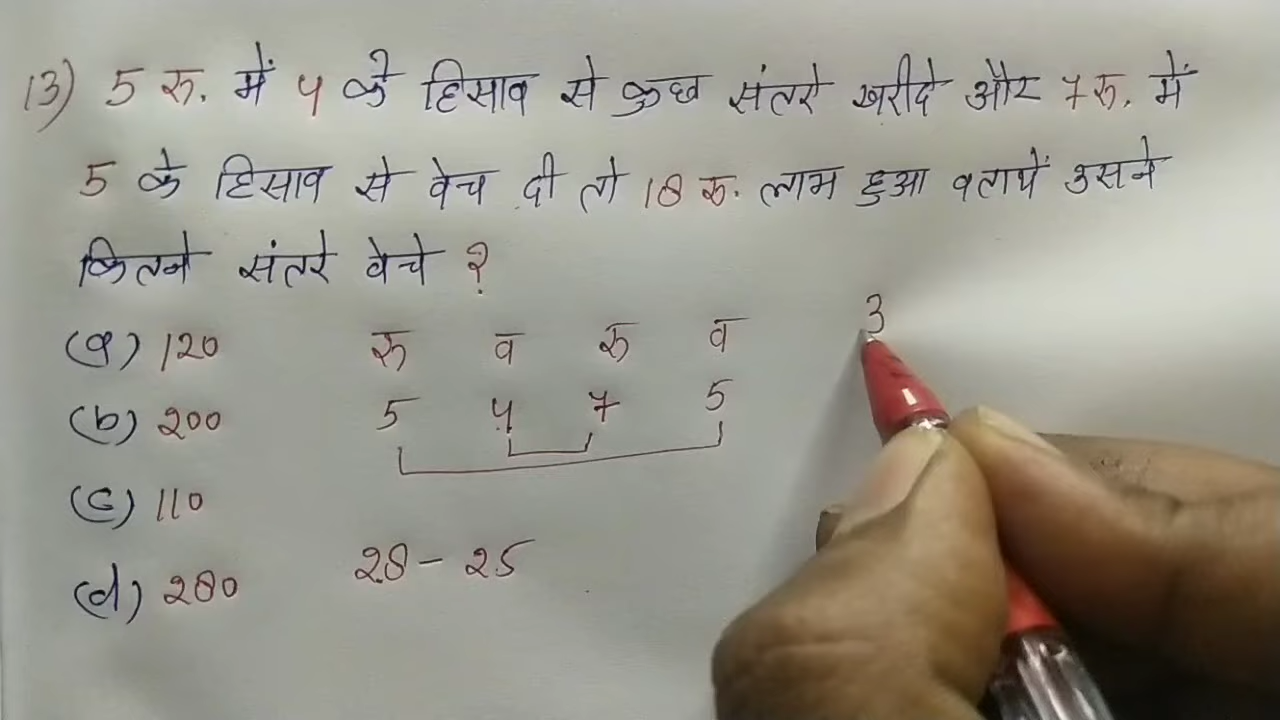 13) 5 रु. में 4 के हिसाव से कुछ संतरे खरीदे और 7 रु. में
5 के हिसाव से वेच दी तो 18 रु. लाभ हुआ वतायें उसने
कितने संतरे वेचे ?
(a) 120 रु व रु व 3
(b) 200 5 4 7 5
(c) 110
(d) 280 28 - 25